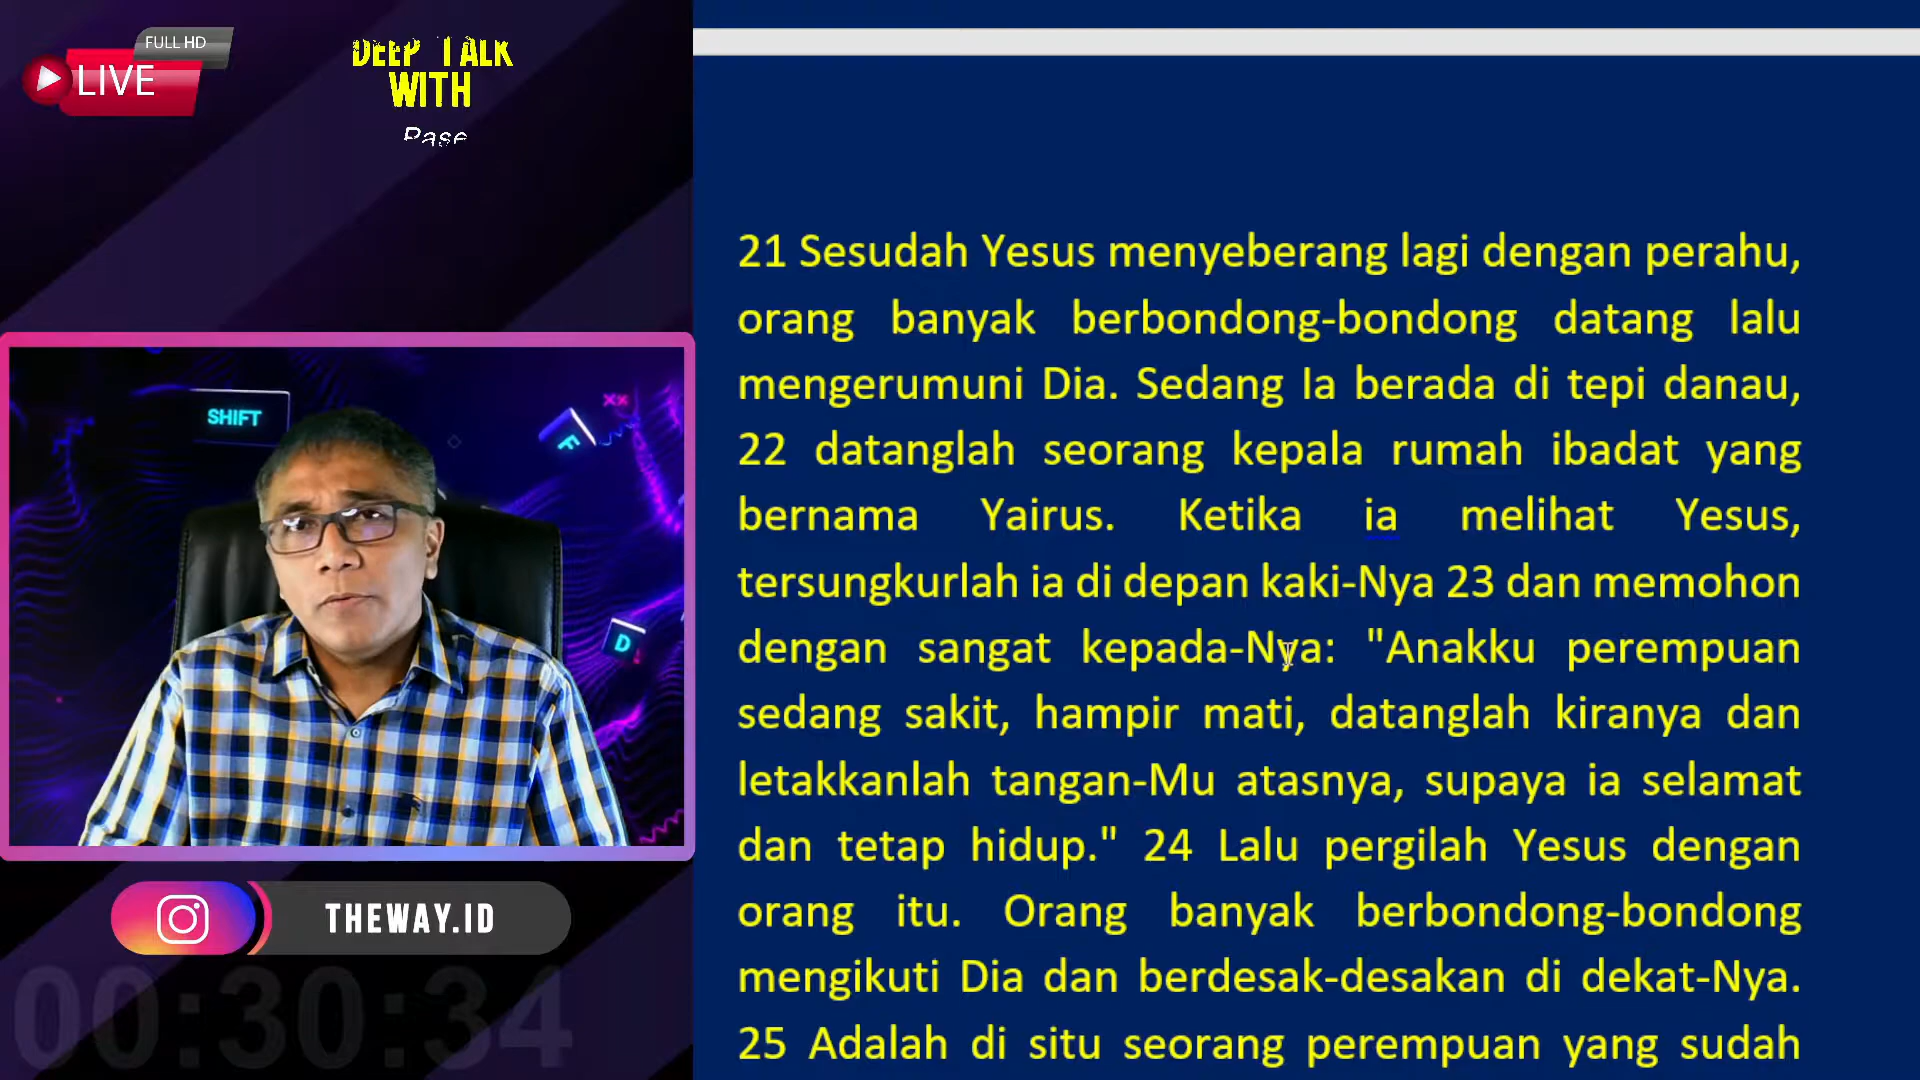 FULL HD
LIVE
DEEP TALK
WITH
Pase
SHIFT
F
D
THEWAY.ID
00:30:34
21 Sesudah Yesus menyeberang lagi dengan perahu,
orang banyak berbondong-bondong datang lalu
mengerumuni Dia. Sedang Ia berada di tepi danau,
22 datanglah seorang kepala rumah ibadat yang
bernama Yairus. Ketika ia melihat Yesus,
tersungkurlah ia di depan kaki-Nya 23 dan memohon
dengan sangat kepada-Nya: "Anakku perempuan
sedang sakit, hampir mati, datanglah kiranya dan
letakkanlah tangan-Mu atasnya, supaya ia selamat
dan tetap hidup." 24 Lalu pergilah Yesus dengan
orang itu. Orang banyak berbondong-bondong
mengikuti Dia dan berdesak-desakan di dekat-Nya.
25 Adalah di situ seorang perempuan yang sudah